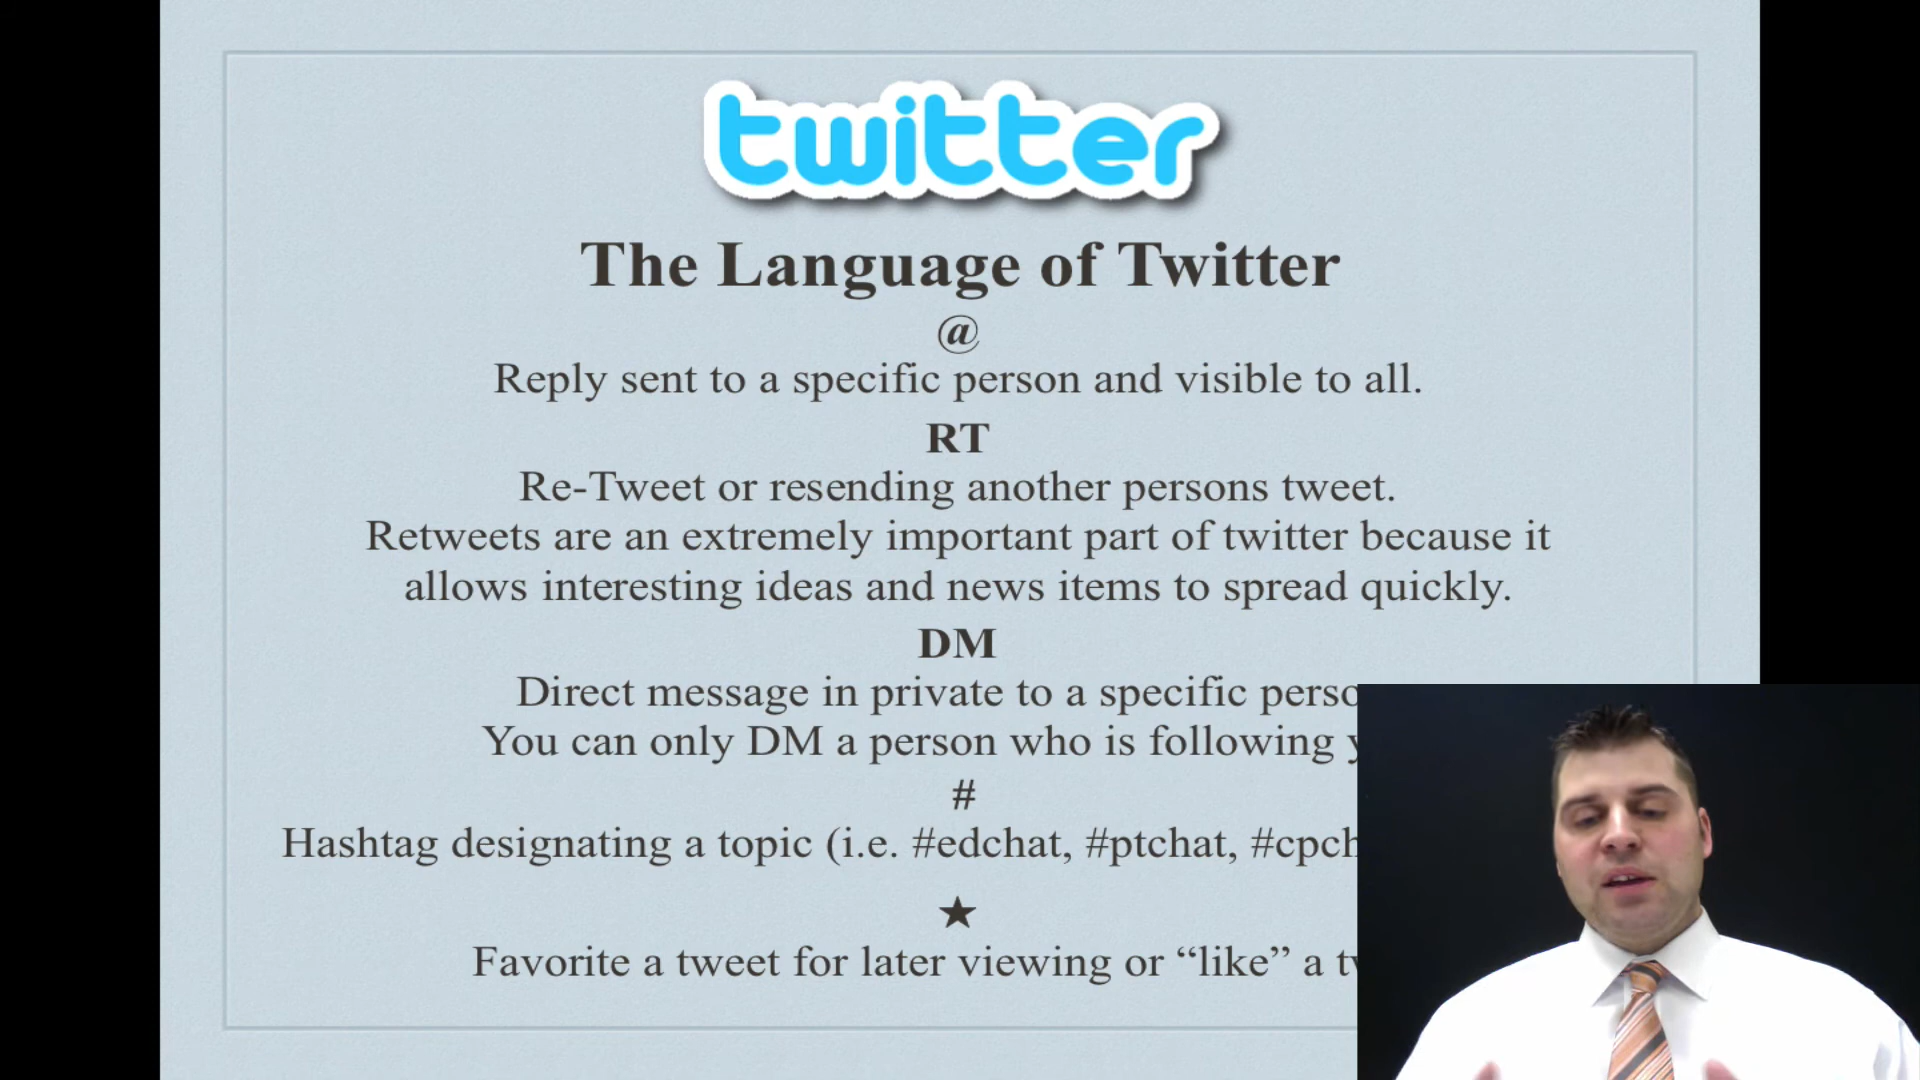 twitter
The Language of Twitter
@
Reply sent to a specific person and visible to all.
RT
Re-Tweet or resending another persons tweet.
Retweets are an extremely important part of twitter because it
allows interesting ideas and news items to spread quickly.
DM
Direct message in private to a specific
You can only DM a person who is following
#
Hashtag designating a topic (i.e. #edchat, #ptchat,
★
Favorite a tweet for later viewing or “like” a